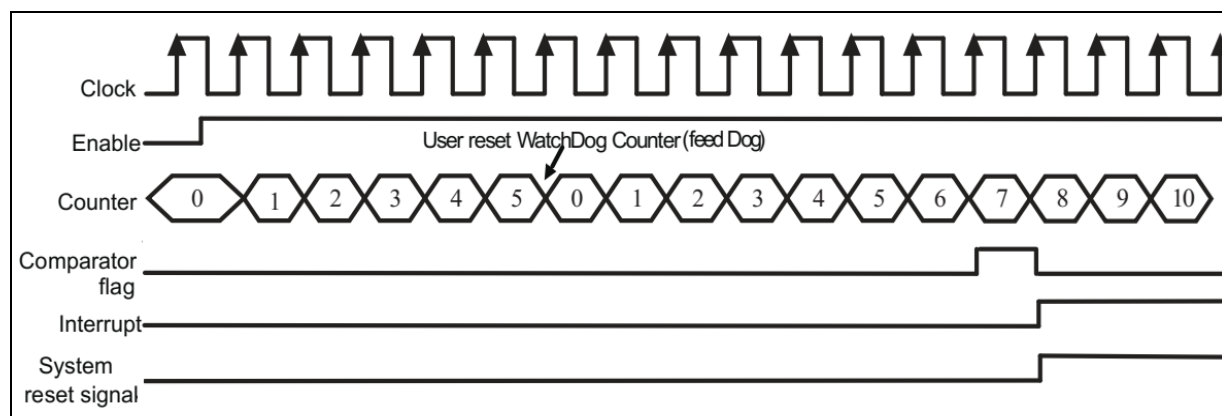 Clock
Enable
User reset WatchDog Counter (feed Dog)
Counter
0 1 2 3 4 5 0 1 2 3 4 5 6 7 8 9 10
Comparator
flag
Interrupt
System
reset signal